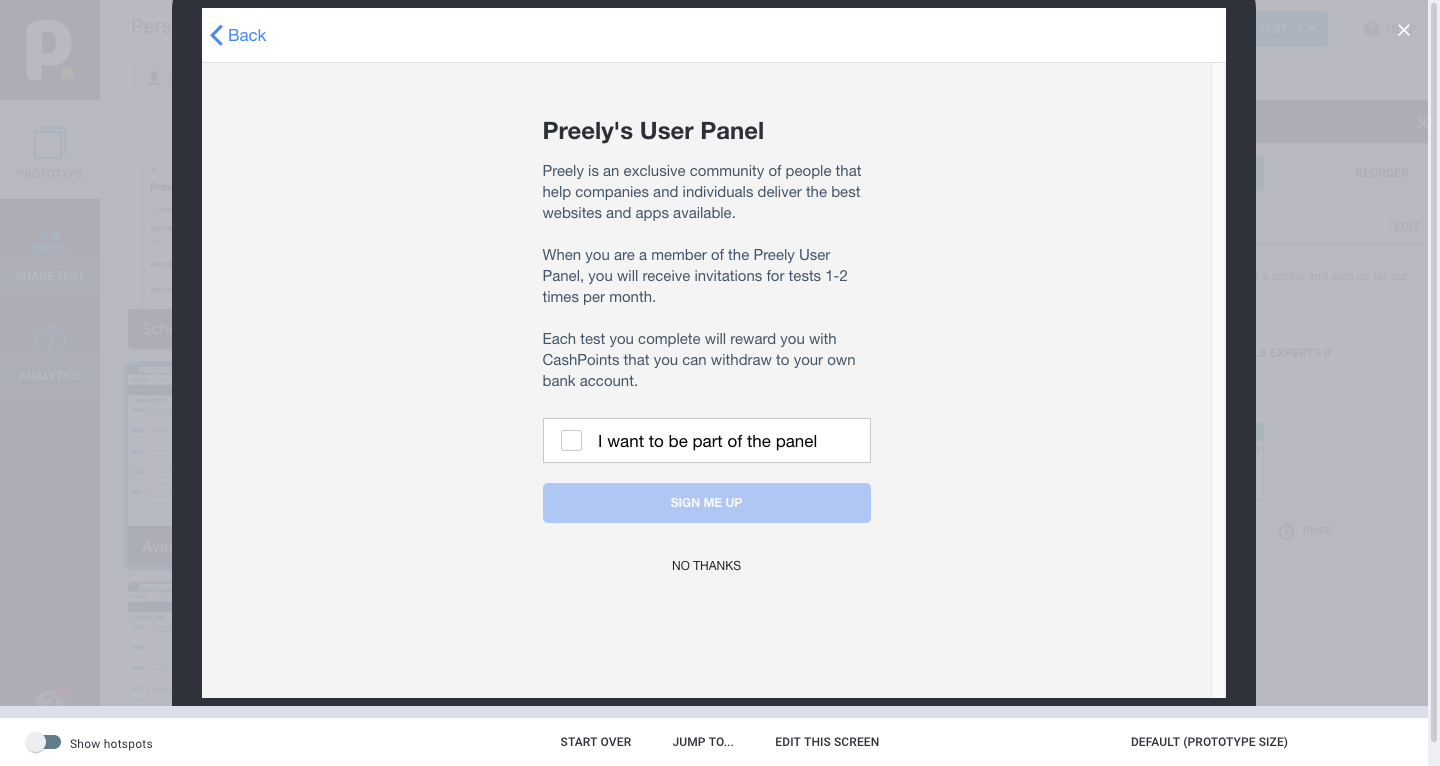 Back
Preely's User Panel
Preely is an exclusive community of people that
help companies and individuals deliver the best
websites and apps available.
When you are a member of the Preely User
Panel, you will receive invitations for tests 1-2
times per month.
Each test you complete will reward you with
CashPoints that you can withdraw to your own
bank account.
I want to be part of the panel
SIGN ME UP
NO THANKS
PROTOTYPE
SHARE TEST
ANALYTICS
TEST
REORDER
EDIT
a profile and sign up for our
LE EXPERTS 0
TIMER
Show hotspots
START OVER
JUMP TO...
EDIT THIS SCREEN
DEFAULT (PROTOTYPE SIZE)